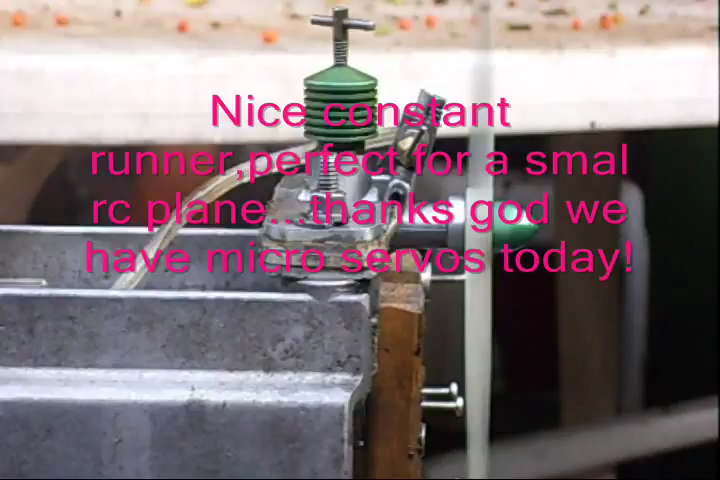 Nice constant
runner,perfect for a smal
rc plane...thanks god we
have micro servos today!